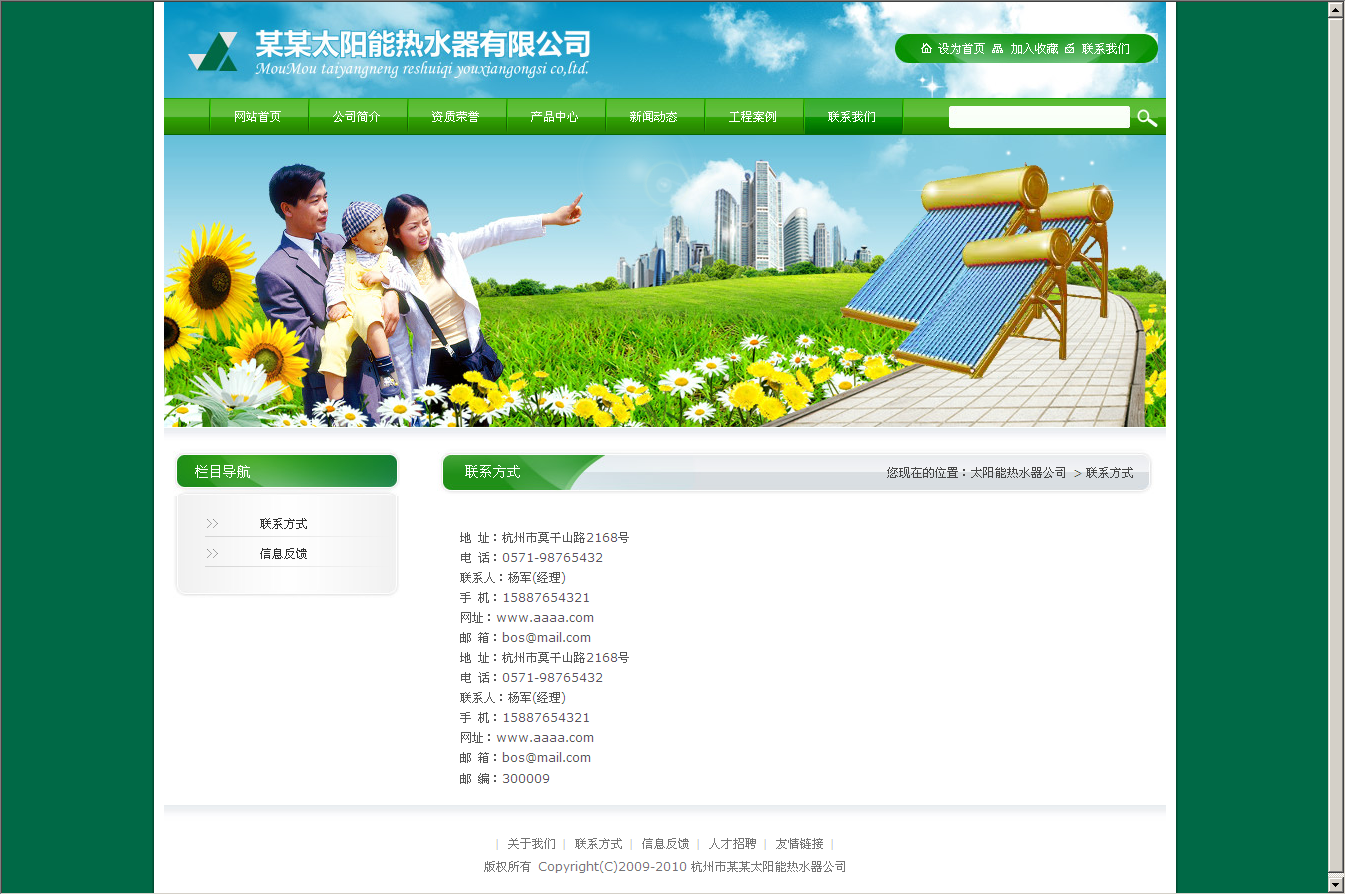 某某太阳能热水器有限公司
MouMou taiyangneng reshuiqi youxiangongsi co,ltd.
设为首页 加入收藏 联系我们
网站首页 公司简介 资质荣誉 产品中心 新闻动态 工程案例 联系我们
栏目导航
联系方式
信息反馈
联系方式
您现在的位置：太阳能热水器公司 > 联系方式
地 址：杭州市莫干山路2168号
电 话：0571-98765432
联系人：杨军(经理)
手 机：15887654321
网址：www.aaaa.com
邮 箱：bos@mail.com
地 址：杭州市莫干山路2168号
电 话：0571-98765432
联系人：杨军(经理)
手 机：15887654321
网址：www.aaaa.com
邮 箱：bos@mail.com
邮 编：300009
| 关于我们 | 联系方式 | 信息反馈 | 人才招聘 | 友情链接 |
版权所有 Copyright(C)2009-2010 杭州市某某太阳能热水器公司